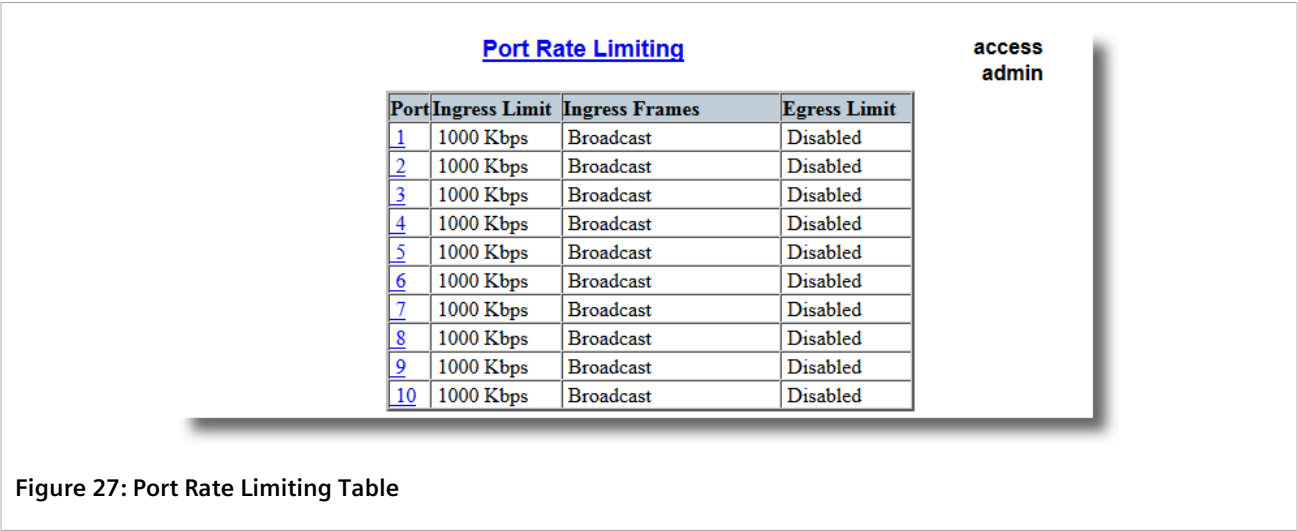 Port Rate Limiting
access
admin
Port Ingress Limit Ingress Frames Egress Limit
1 1000 Kbps Broadcast Disabled
2 1000 Kbps Broadcast Disabled
3 1000 Kbps Broadcast Disabled
4 1000 Kbps Broadcast Disabled
5 1000 Kbps Broadcast Disabled
6 1000 Kbps Broadcast Disabled
7 1000 Kbps Broadcast Disabled
8 1000 Kbps Broadcast Disabled
9 1000 Kbps Broadcast Disabled
10 1000 Kbps Broadcast Disabled
Figure 27: Port Rate Limiting Table